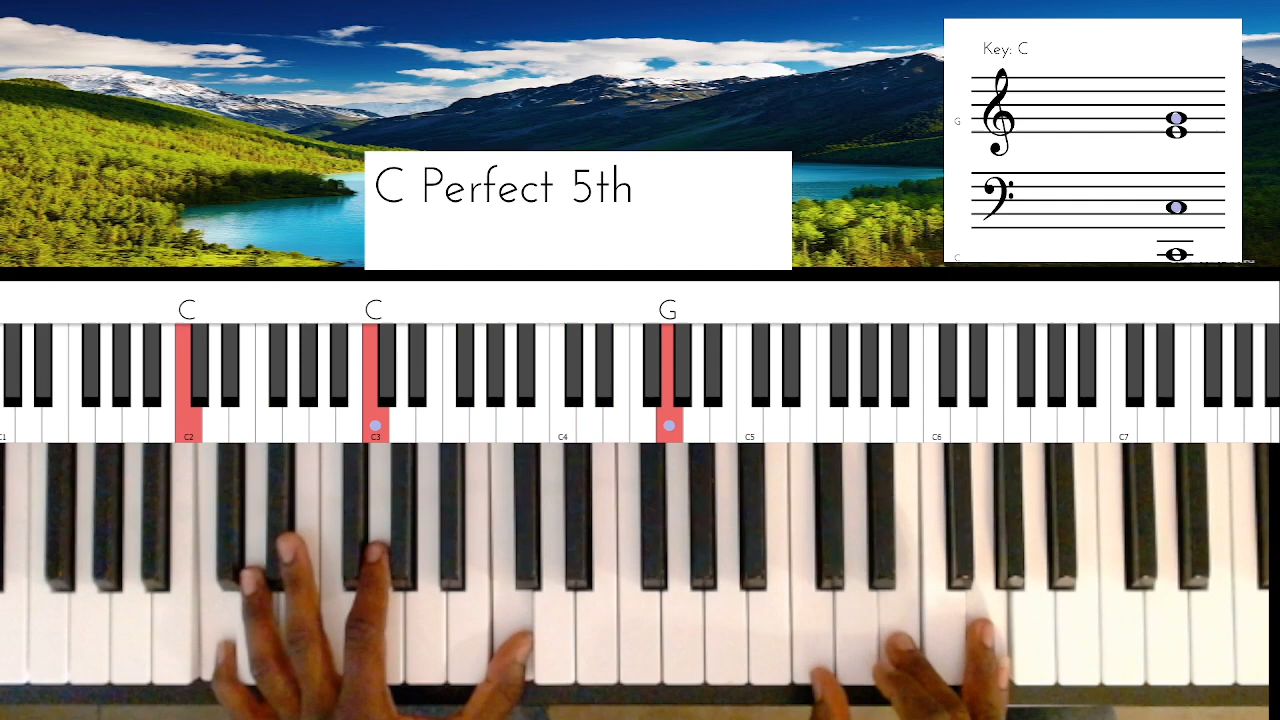 Key: C
G
C Perfect 5th
C
C C G
C1 C2 C3 C4 C5 C6 C7